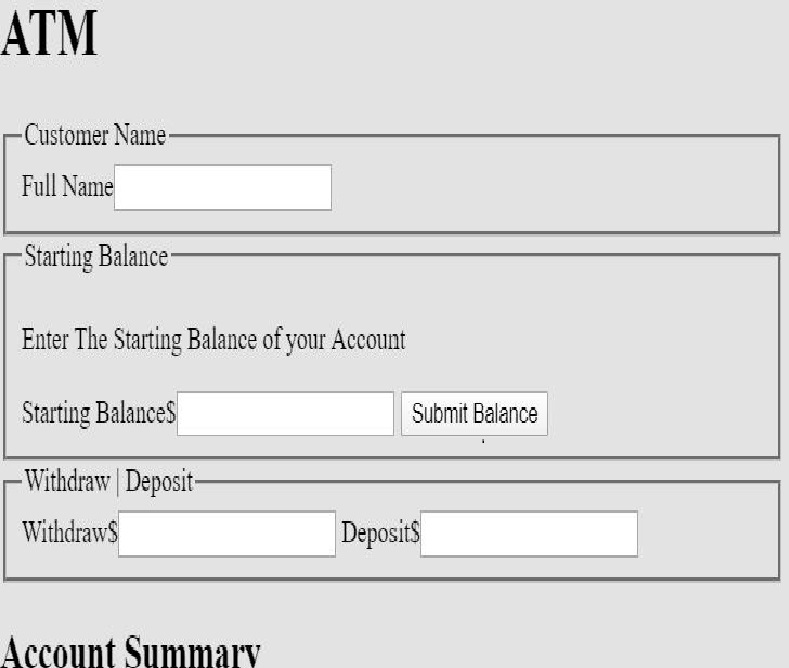 ATM
Customer Name
Full Name
Starting Balance
Enter The Starting Balance of your Account
Starting Balance$ Submit Balance
Withdraw | Deposit
Withdraw$ Deposit$
Account Summary